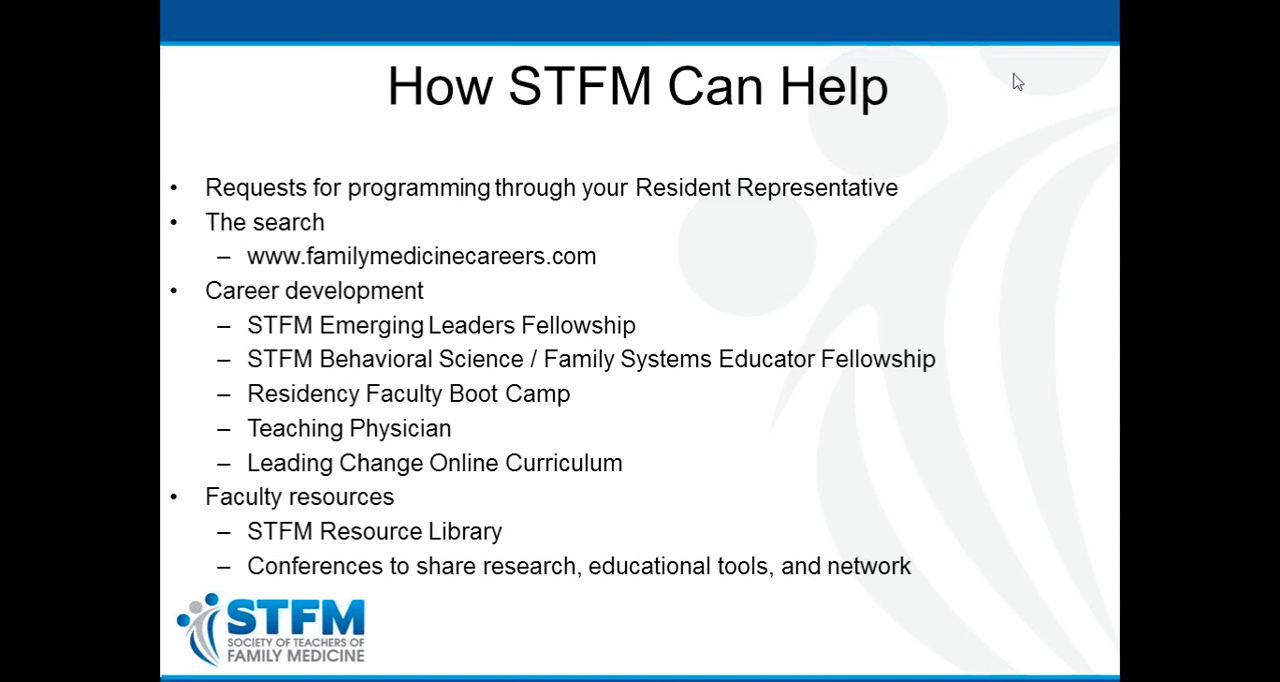 How STFM Can Help
• Requests for programming through your Resident Representative
• The search
– www.familymedicinecareers.com
• Career development
– STFM Emerging Leaders Fellowship
– STFM Behavioral Science / Family Systems Educator Fellowship
– Residency Faculty Boot Camp
– Teaching Physician
– Leading Change Online Curriculum
• Faculty resources
– STFM Resource Library
– Conferences to share research, educational tools, and network
STFM
SOCIETY OF TEACHERS OF
FAMILY MEDICINE